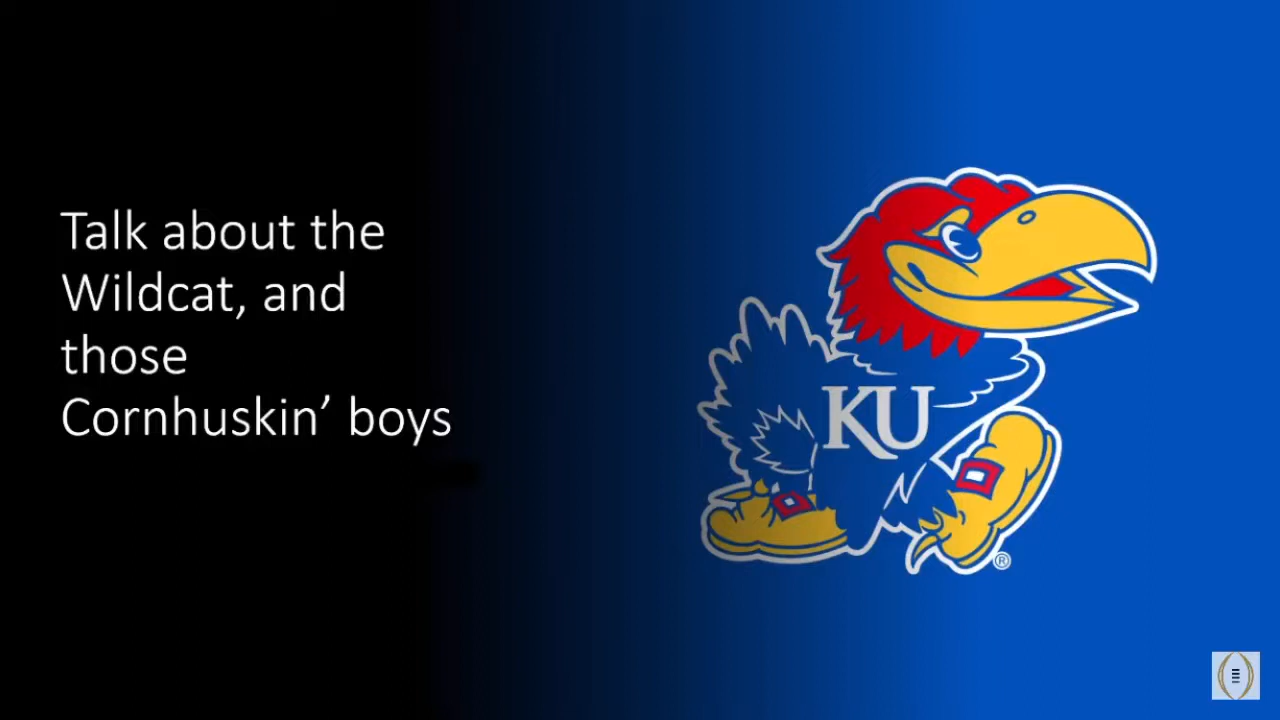 Talk about the
Wildcat, and
those
Cornhuskin’ boys
KU
®